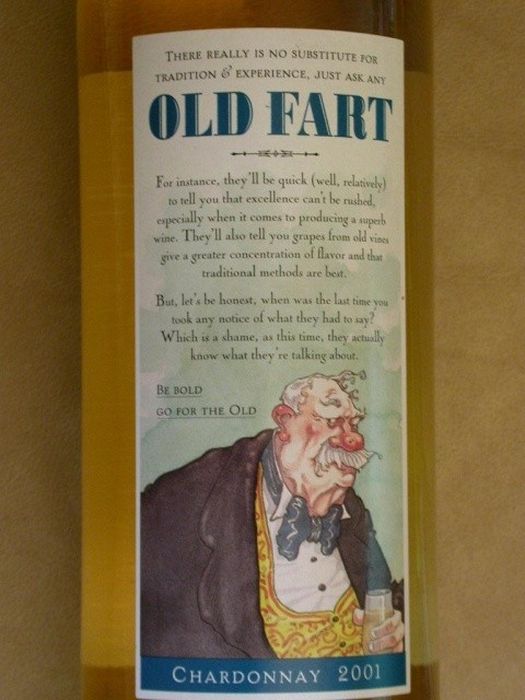 THERE REALLY IS NO SUBSTITUTE FOR
TRADITION & EXPERIENCE, JUST ASK ANY
OLD FART
For instance, they'll be quick (well, relatively)
to tell you that excellence can't be rushed,
especially when it comes to producing a superb
wine. They'll also tell you grapes from old vines
give a greater concentration of flavor and that
traditional methods are best.
But, let's be honest, when was the last time you
took any notice of what they had to say?
Which is a shame, as this time, they actually
know what they're talking about.
BE BOLD
GO FOR THE OLD
CHARDONNAY 2001